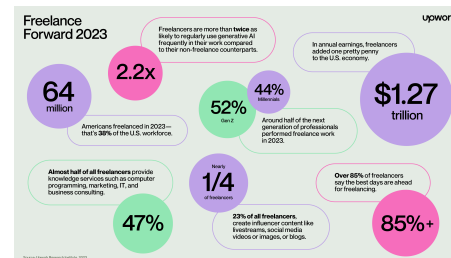 Freelance
Forward 2023
upwor
Freelancers are more than twice as
likely to regularly use generative AI
frequently in their work compared
to their non-freelance counterparts.
2.2x
In annual earnings, freelancers
added one pretty penny
to the U.S. economy.
$1.27
trillion
64
million
Americans freelanced in 2023—
that's 38% of the U.S. workforce.
44%
Millennials
52%
Gen Z
Around half of the next
generation of professionals
performed freelance work
in 2023.
Almost half of all freelancers provide
knowledge services such as computer
programming, marketing, IT, and
business consulting.
47%
Nearly
1/4
of freelancers
23% of all freelancers,
create influencer content like
livestreams, social media
videos or images, or blogs.
Over 85% of freelancers
say the best days are ahead
for freelancing.
85%+